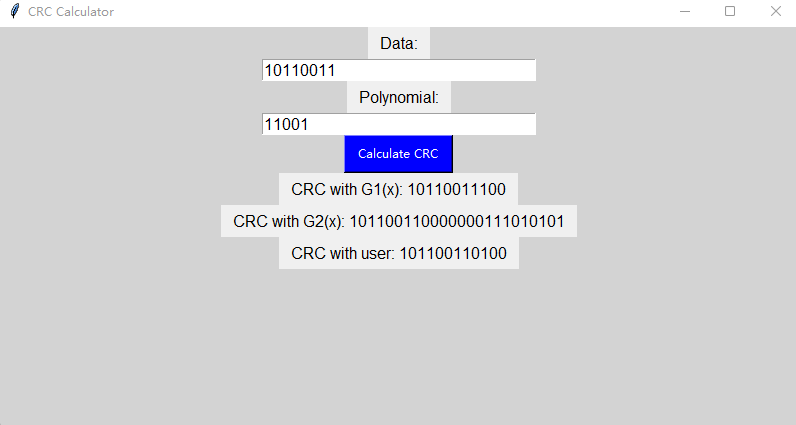 CRC Calculator
Data:
10110011
Polynomial:
11001
Calculate CRC
CRC with G1(x): 10110011100
CRC with G2(x): 101100110000000111010101
CRC with user: 101100110100